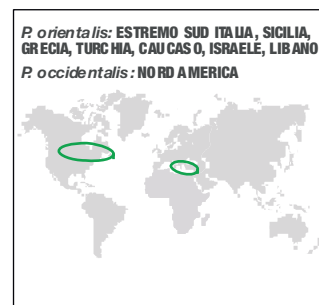 P. orientalis: ESTREMO SUD ITALIA, SICILIA,
GRECIA, TURCHIA, CAUCASO, ISRAELE, LIBANO
P. occidentalis: NORD AMERICA